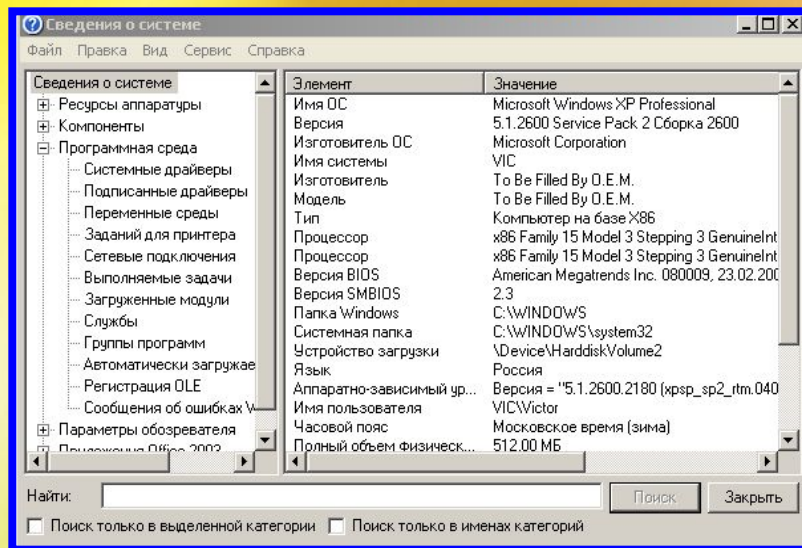 Сведения о системе
Файл Правка Вид Сервис Справка
Сведения о системе
Ресурсы аппаратуры
Компоненты
Программная среда
Системные драйверы
Подписанные драйверы
Переменные среды
Заданий для принтера
Сетевые подключения
Выполняемые задачи
Загруженные модули
Службы
Группы программ
Автоматически загружае
Регистрация OLE
Сообщения об ошибках W
Параметры обозревателя
Приложения Office 2003
Элемент Значение
Имя ОС Microsoft Windows XP Professional
Версия 5.1.2600 Service Pack 2 Сборка 2600
Изготовитель ОС Microsoft Corporation
Имя системы VIC
Изготовитель To Be Filled By O.E.M.
Модель To Be Filled By O.E.M.
Тип Компьютер на базе X86
Процессор x86 Family 15 Model 3 Stepping 3 GenuineInt
Процессор x86 Family 15 Model 3 Stepping 3 GenuineInt
Версия BIOS American Megatrends Inc. 080009, 23.02.200
Версия SMBIOS 2.3
Папка Windows C:\WINDOWS
Системная папка C:\WINDOWS\system32
Устройство загрузки \Device\HarddiskVolume2
Язык Россия
Аппаратно-зависимый ур... Версия = "5.1.2600.2180 (xpsp_sp2_rtm.040
Имя пользователя VIC\Victor
Часовой пояс Московское время (зима)
Полный объем физическ... 512,00 МБ
Найти: Поиск Закрыть
Поиск только в выделенной категории Поиск только в именах категорий